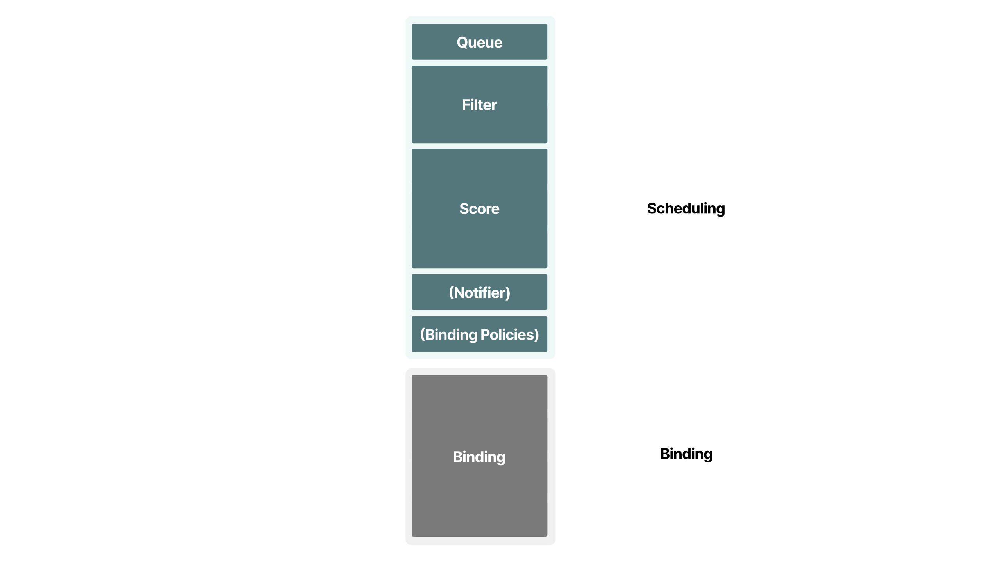 Queue
Filter
Score
Scheduling
(Notifier)
(Binding Policies)
Binding
Binding